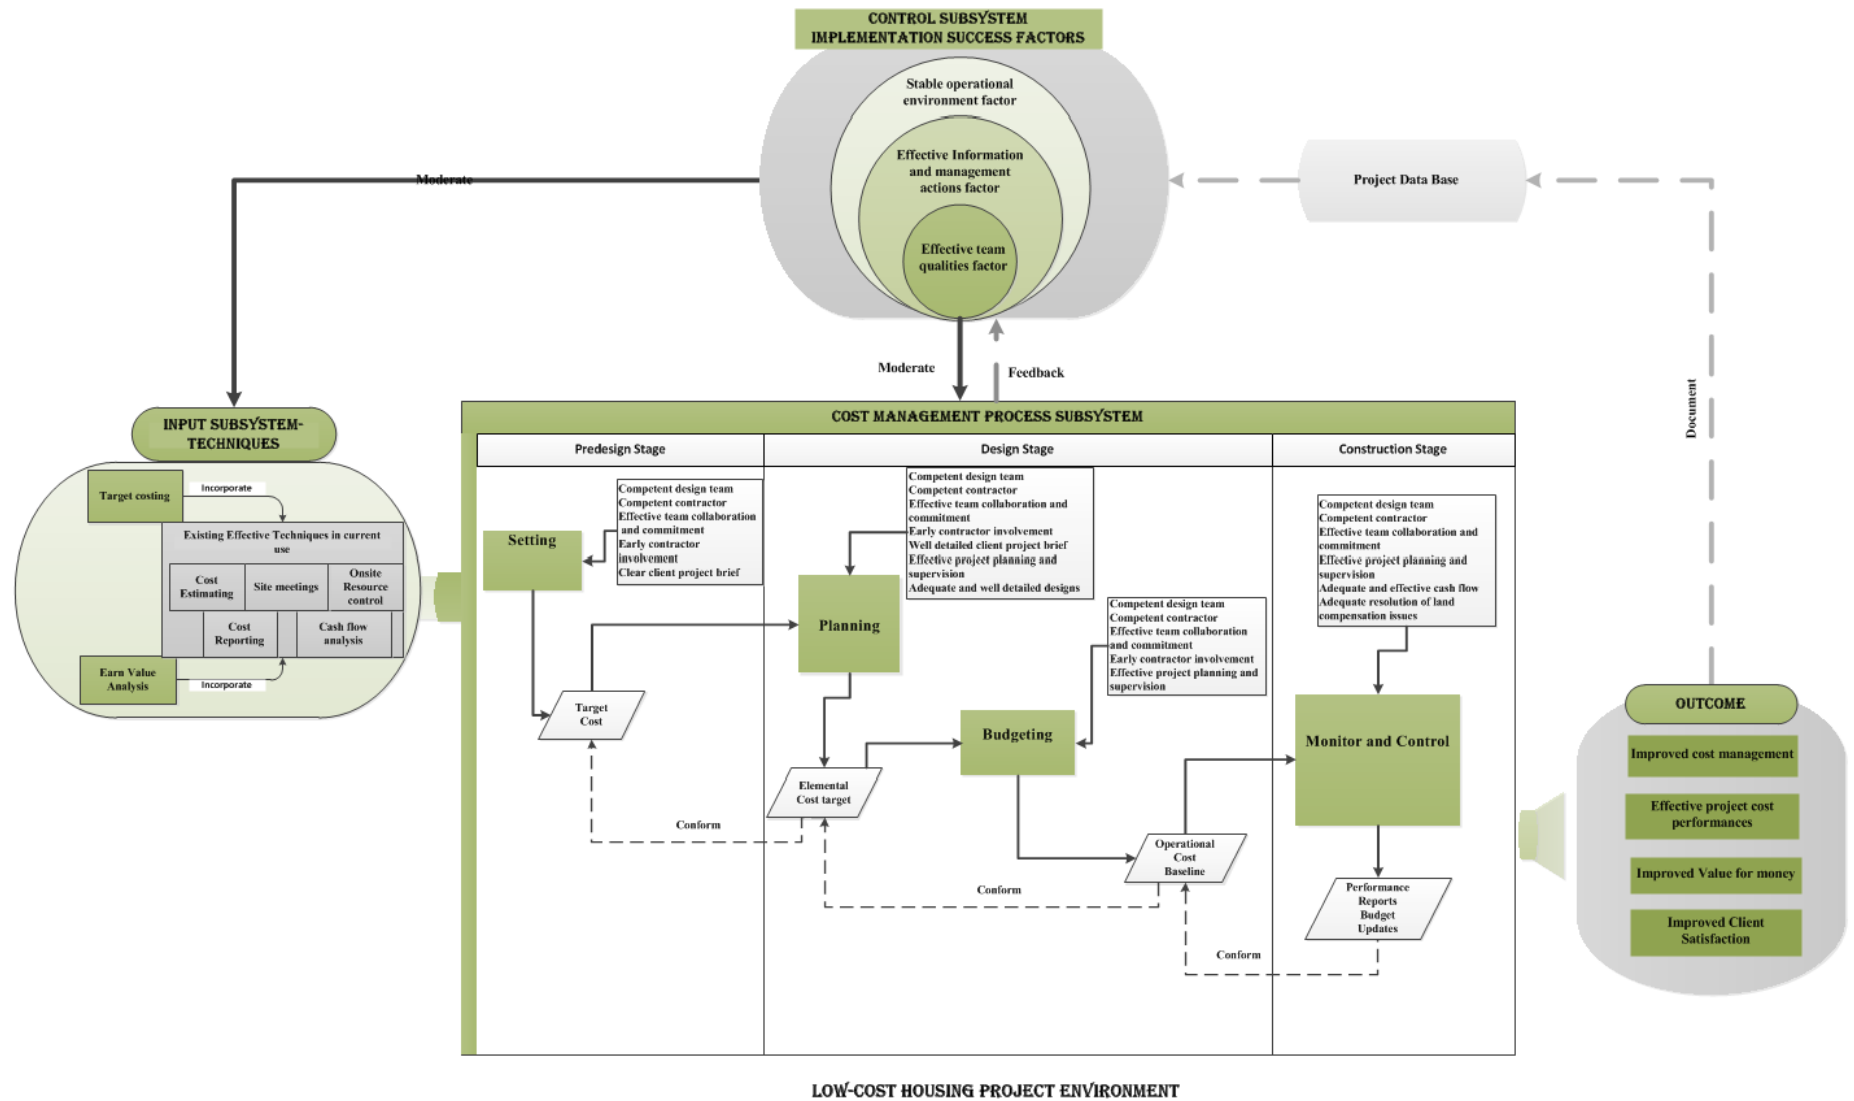 CONTROL SUBSYSTEM
IMPLEMENTATION SUCCESS FACTORS
Stable operational
environment factor
Effective Information
and management
actions factor
Effective team
qualities factor
Project Data Base
Moderate
Moderate
Feedback
Document
INPUT SUBSYSTEM-
TECHNIQUES
Target costing
Incorporate
Existing Effective Techniques in current
use
Cost
Estimating
Site meetings
Onsite
Resource
control
Cost
Reporting
Cash flow
analysis
Earn Value
Analysis
Incorporate
COST MANAGEMENT PROCESS SUBSYSTEM
Predesign Stage
Design Stage
Construction Stage
Setting
Competent design team
Competent contractor
Effective team collaboration
and commitment
Early contractor
involvement
Clear client project brief
Target
Cost
Conform
Competent design team
Competent contractor
Effective team collaboration and
commitment
Early contractor involvement
Well detailed client project brief
Effective project planning and
supervision
Adequate and well detailed designs
Planning
Elemental
Cost target
Competent design team
Competent contractor
Effective team collaboration
and commitment
Early contractor involvement
Effective project planning and
supervision
Budgeting
Operational
Cost
Baseline
Conform
Competent design team
Competent contractor
Effective team collaboration and
commitment
Effective project planning and
supervision
Adequate and effective cash flow
Adequate resolution of land
compensation issues
Monitor and Control
Performance
Reports
Budget
Updates
Conform
OUTCOME
Improved cost management
Effective project cost
performances
Improved Value for money
Improved Client
Satisfaction
LOW-COST HOUSING PROJECT ENVIRONMENT